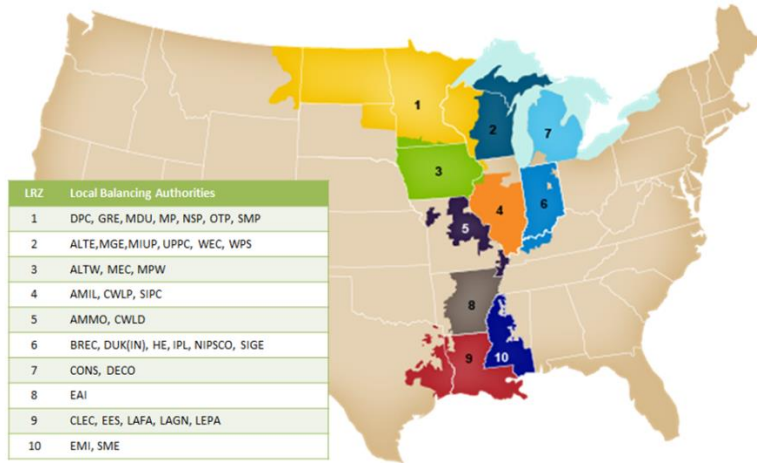 1
2
7
3
4
6
5
8
9
10
LRZ Local Balancing Authorities
1 DPC, GRE, MDU, MP, NSP, OTP, SMP
2 ALTE,MGE,MIUP, UPPC, WEC, WPS
3 ALTW, MEC, MPW
4 AMIL, CWLP, SIPC
5 AMMO, CWLD
6 BREC, DUK(IN), HE, IPL, NIPSCO, SIGE
7 CONS, DECO
8 EAI
9 CLEC, EES, LAFA, LAGN, LEPA
10 EMI, SME